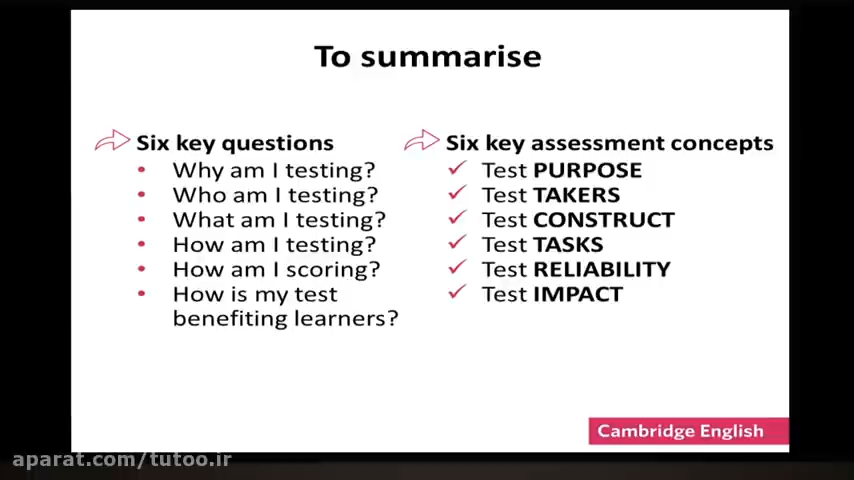 To summarise
Six key questions
• Why am I testing?
• Who am I testing?
• What am I testing?
• How am I testing?
• How am I scoring?
• How is my test
benefiting learners?
Six key assessment concepts
✓ Test PURPOSE
✓ Test TAKERS
✓ Test CONSTRUCT
✓ Test TASKS
✓ Test RELIABILITY
✓ Test IMPACT
Cambridge English
aparat.com/tutoo.ir